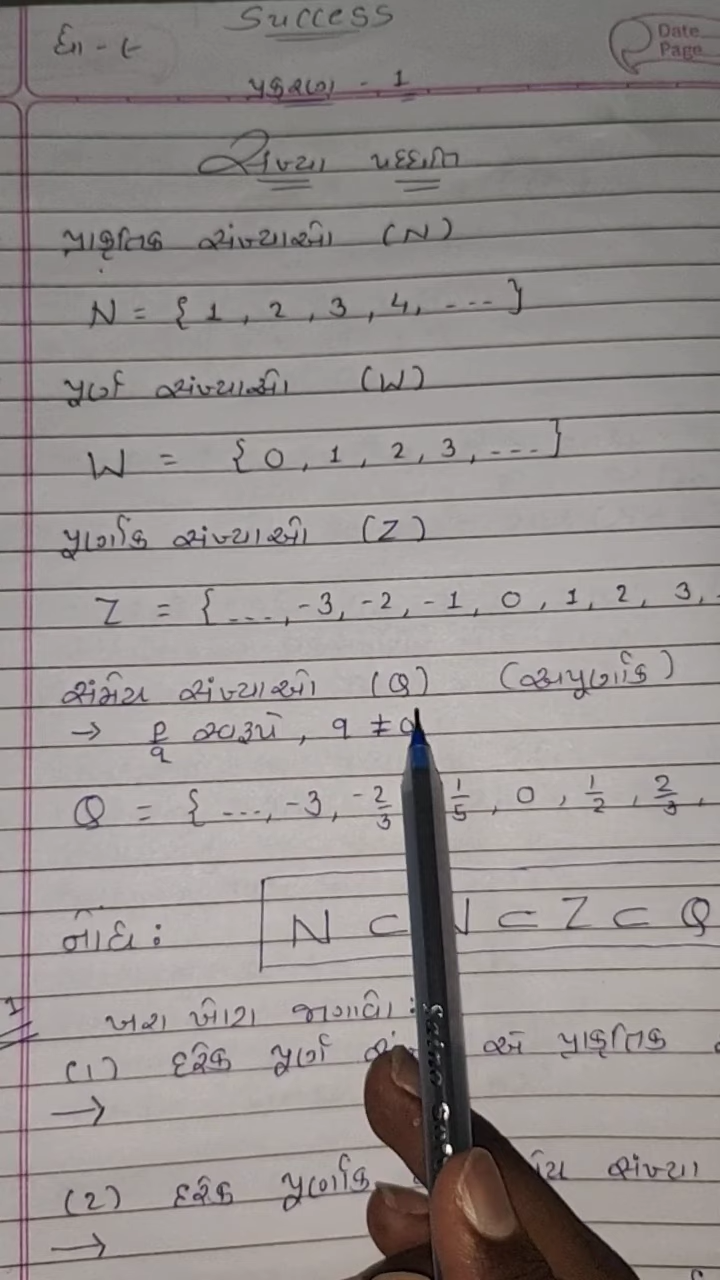 ધો - ૯
Success
Date
Page
પ્રકરણ - 1
સંખ્યા પદ્ધતિ
પ્રાકૃતિક સંખ્યાઓ (N)
N = { 1 , 2 , 3 , 4, ---- }
પૂર્ણ સંખ્યાઓ (W)
W = { 0 , 1 , 2 , 3 , ---- }
પૂર્ણાંક સંખ્યાઓ (Z)
Z = { ..., -3, -2, -1, 0, 1, 2, 3,
સંમેય સંખ્યાઓ (Q) (અપૂર્ણાંક)
→ p/q સ્વરૂપે, q ≠ 0
Q = { ..., -3, -2/3 1/5, 0, 1/2, 2/3,
નોંધ : N ⊂ W ⊂ Z ⊂ Q
1 ખરા ખોટા જણાવો :
(1) દરેક પૂર્ણ એ પ્રાકૃતિક
→
(2) દરેક પૂર્ણાંક સંખ્યા
→